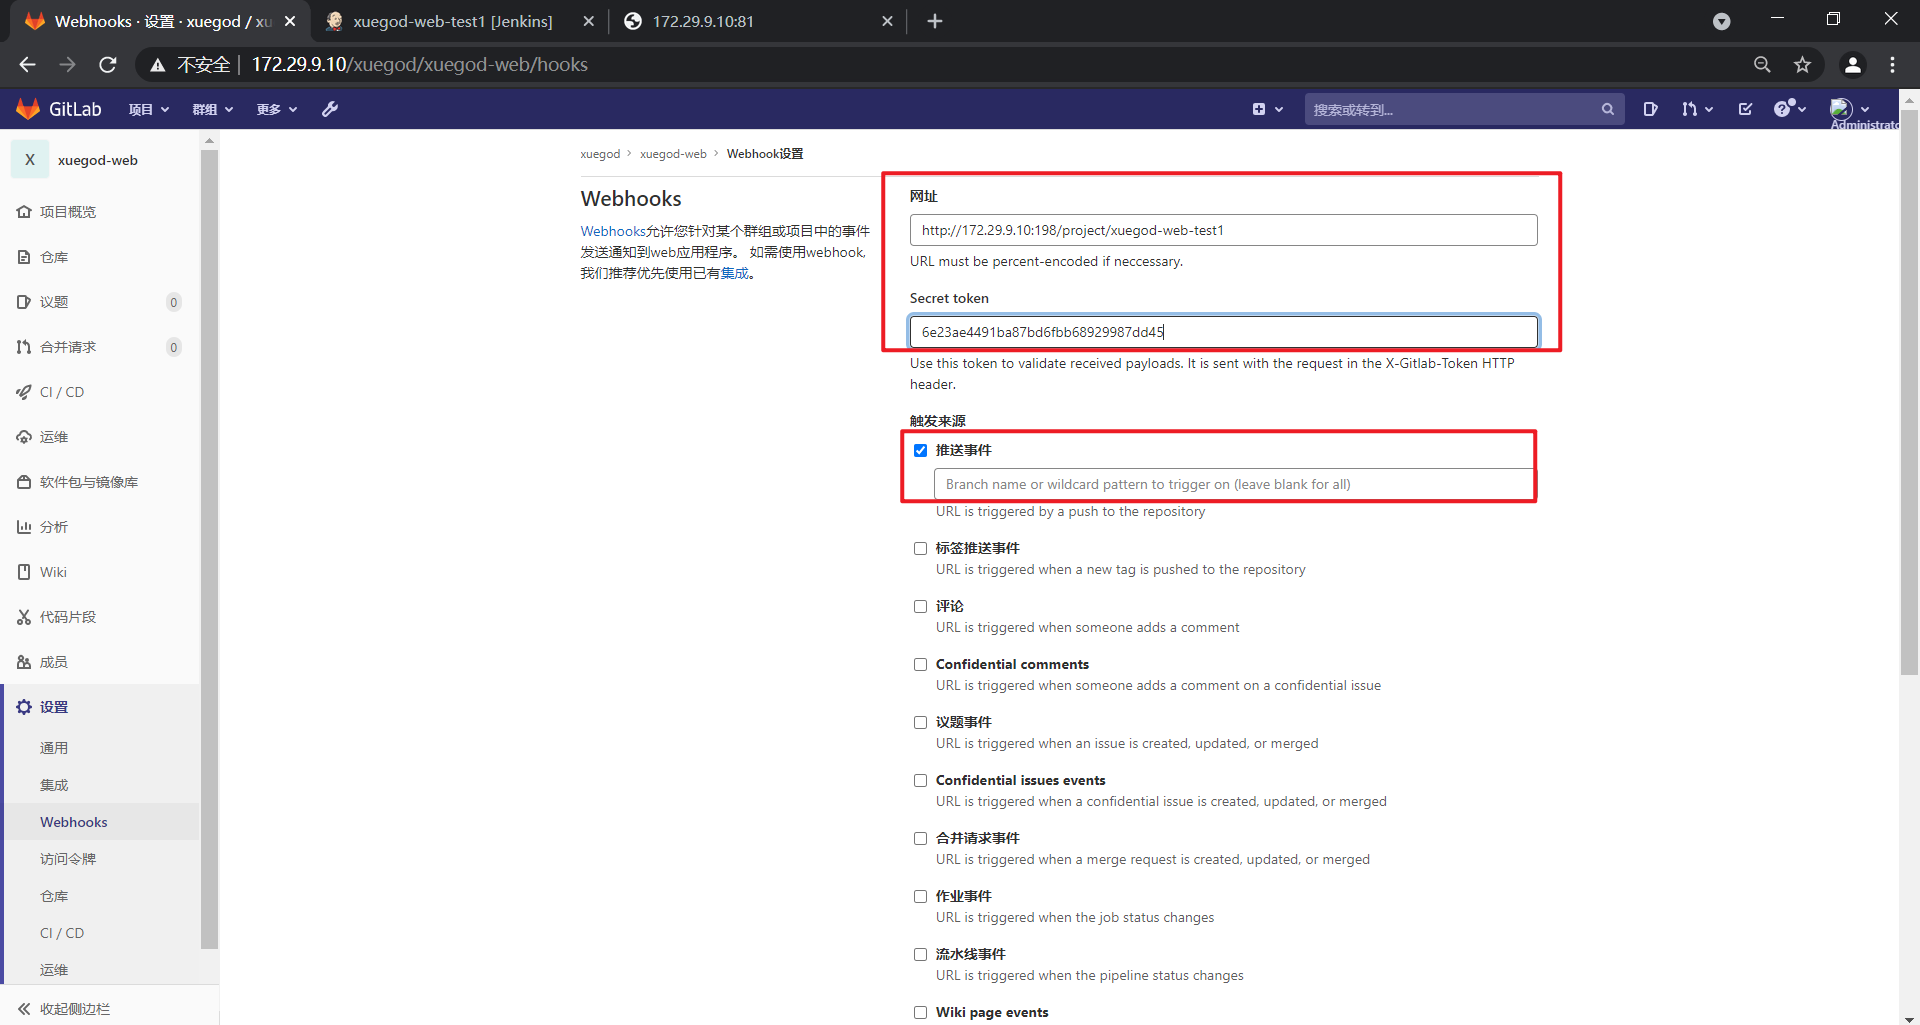 Webhooks · 设置 · xuegod / xu
xuegod-web-test1 [Jenkins]
172.29.9.10:81
不安全 | 172.29.9.10/xuegod/xuegod-web/hooks
GitLab 项目 群组 更多
搜索或转到...
Administrato
X xuegod-web
项目概览
仓库
议题 0
合并请求 0
CI / CD
运维
软件包与镜像库
分析
Wiki
代码片段
成员
设置
通用
集成
Webhooks
访问令牌
仓库
CI / CD
运维
收起侧边栏
xuegod › xuegod-web › Webhook设置
Webhooks
Webhooks允许您针对某个群组或项目中的事件
发送通知到web应用程序。 如需使用webhook,
我们推荐优先使用已有集成。
网址
http://172.29.9.10:198/project/xuegod-web-test1
URL must be percent-encoded if neccessary.
Secret token
6e23ae4491ba87bd6fbb68929987dd45
Use this token to validate received payloads. It is sent with the request in the X-Gitlab-Token HTTP
header.
触发来源
推送事件
Branch name or wildcard pattern to trigger on (leave blank for all)
URL is triggered by a push to the repository
标签推送事件
URL is triggered when a new tag is pushed to the repository
评论
URL is triggered when someone adds a comment
Confidential comments
URL is triggered when someone adds a comment on a confidential issue
议题事件
URL is triggered when an issue is created, updated, or merged
Confidential issues events
URL is triggered when a confidential issue is created, updated, or merged
合并请求事件
URL is triggered when a merge request is created, updated, or merged
作业事件
URL is triggered when the job status changes
流水线事件
URL is triggered when the pipeline status changes
Wiki page events